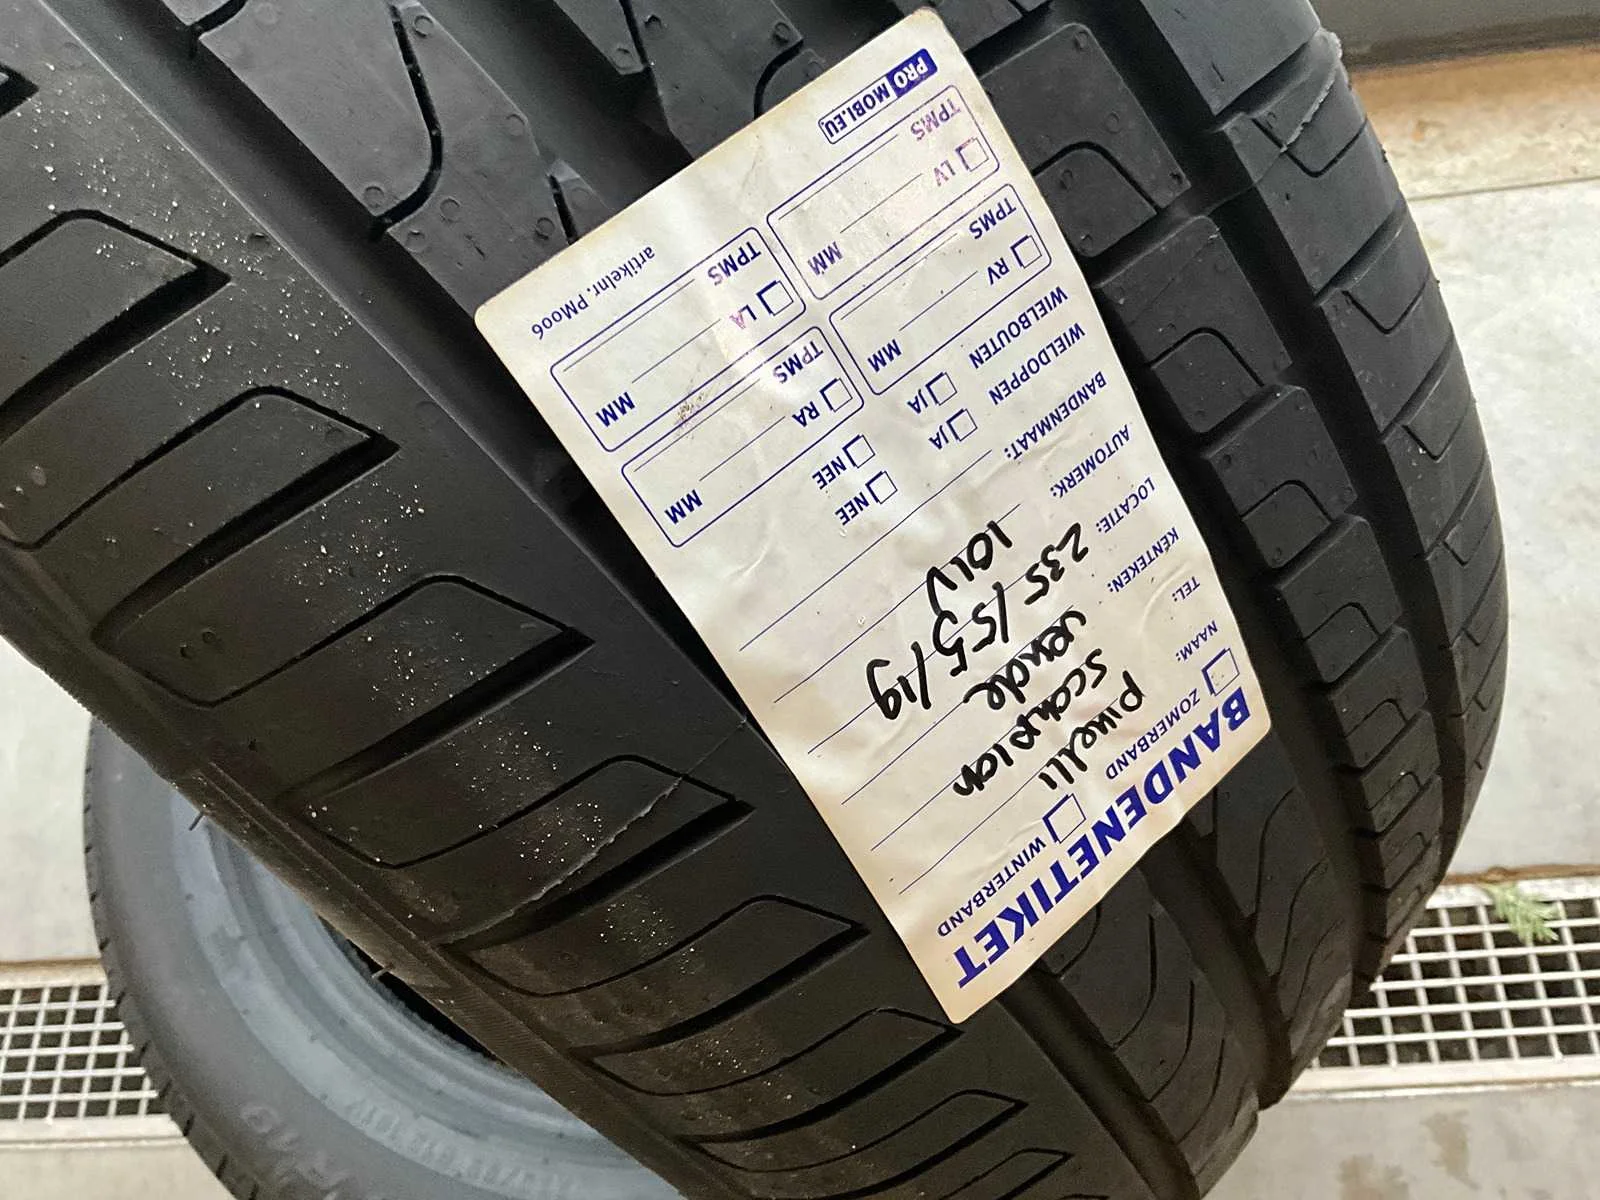 BANDENETIKET
ZOMERBAND WINTERBAND
NAAM: Pirelli
TEL: Scorpion
KENTEKEN: verde
LOCATIE: 235/55/19
AUTOMERK: 101V
BANDENMAAT:
WIELDOPPEN JA NEE
WIELBOUTEN JA NEE
RV MM
TPMS
RA MM
TPMS
LV MM
TPMS
LA MM
TPMS
PRO MOBI.EU
artikelnr. PM006
R19